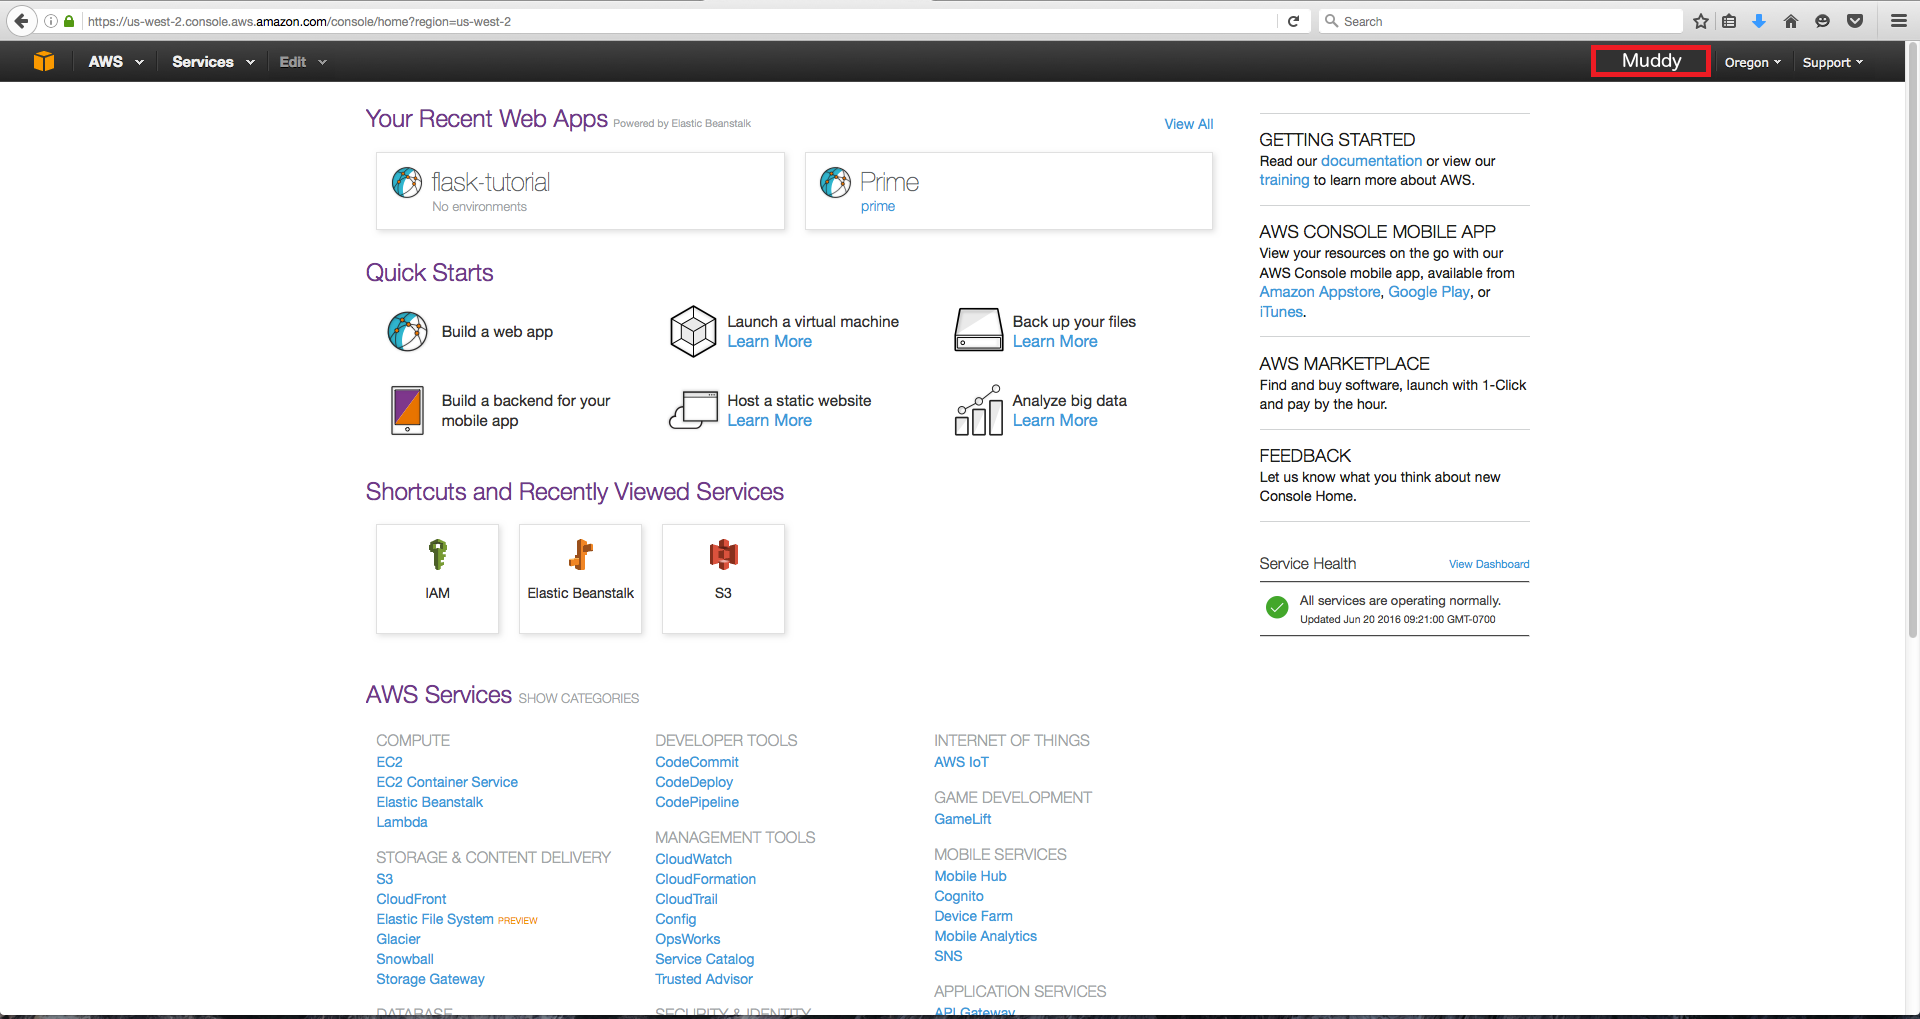 https://us-west-2.console.aws.amazon.com/console/home?region=us-west-2
Search
AWS
Services
Edit
Muddy
Oregon
Support
Your Recent Web Apps Powered by Elastic Beanstalk
View All
flask-tutorial
No environments
Prime
prime
Quick Starts
Build a web app
Launch a virtual machine
Learn More
Back up your files
Learn More
Build a backend for your
mobile app
Host a static website
Learn More
Analyze big data
Learn More
Shortcuts and Recently Viewed Services
IAM
Elastic Beanstalk
S3
AWS Services SHOW CATEGORIES
COMPUTE
EC2
EC2 Container Service
Elastic Beanstalk
Lambda
STORAGE & CONTENT DELIVERY
S3
CloudFront
Elastic File System PREVIEW
Glacier
Snowball
Storage Gateway
DATABASE
DEVELOPER TOOLS
CodeCommit
CodeDeploy
CodePipeline
MANAGEMENT TOOLS
CloudWatch
CloudFormation
CloudTrail
Config
OpsWorks
Service Catalog
Trusted Advisor
SECURITY & IDENTITY
INTERNET OF THINGS
AWS IoT
GAME DEVELOPMENT
GameLift
MOBILE SERVICES
Mobile Hub
Cognito
Device Farm
Mobile Analytics
SNS
APPLICATION SERVICES
API Gateway
GETTING STARTED
Read our documentation or view our
training to learn more about AWS.
AWS CONSOLE MOBILE APP
View your resources on the go with our
AWS Console mobile app, available from
Amazon Appstore, Google Play, or
iTunes.
AWS MARKETPLACE
Find and buy software, launch with 1-Click
and pay by the hour.
FEEDBACK
Let us know what you think about new
Console Home.
Service Health
View Dashboard
All services are operating normally.
Updated Jun 20 2016 09:21:00 GMT-0700